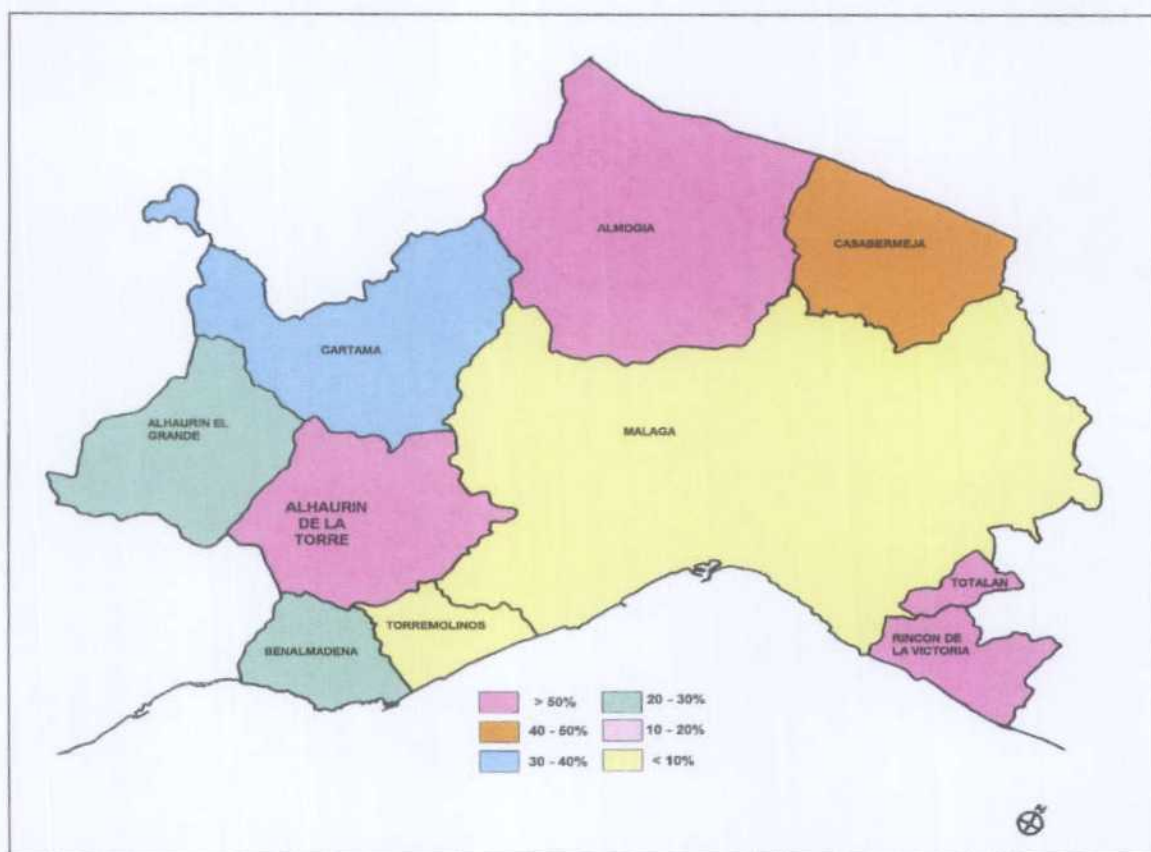 ALMOGIA
CASABERMEJA
CARTAMA
ALHAURIN EL
GRANDE
MALAGA
ALHAURIN
DE LA
TORRE
TOTALAN
TORREMOLINOS
RINCON DE
LA VICTORIA
BENALMADENA
> 50%
20 - 30%
40 - 50%
10 - 20%
30 - 40%
< 10%
N